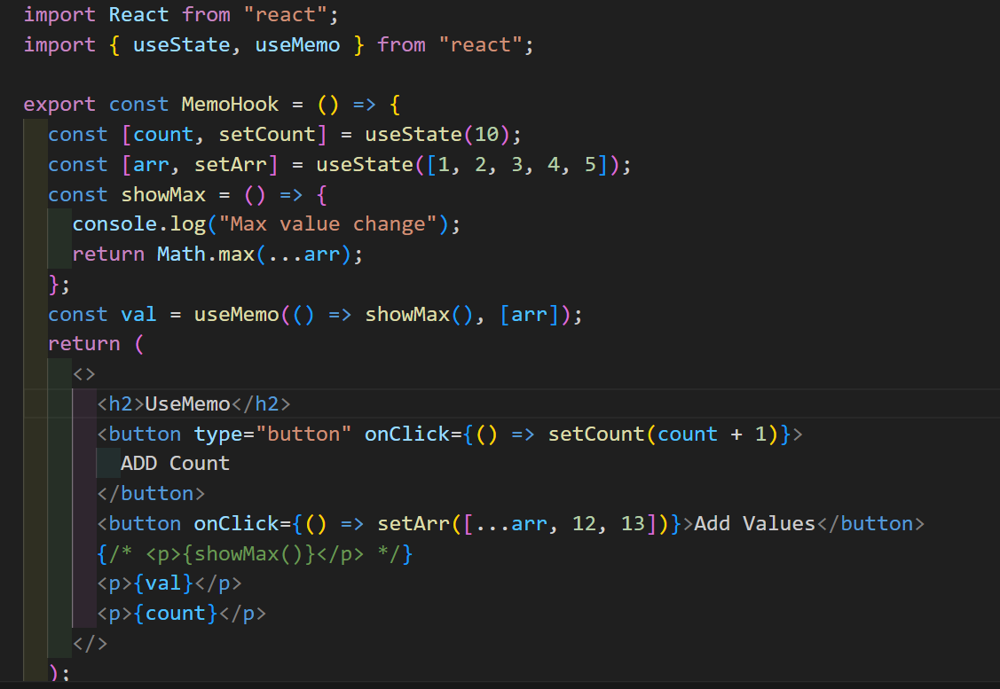 import React from "react";
import { useState, useMemo } from "react";
export const MemoHook = () => {
const [count, setCount] = useState(10);
const [arr, setArr] = useState([1, 2, 3, 4, 5]);
const showMax = () => {
console.log("Max value change");
return Math.max(...arr);
};
const val = useMemo(() => showMax(), [arr]);
return (
<>
<h2>UseMemo</h2>
<button type="button" onClick={() => setCount(count + 1)}>
ADD Count
</button>
<button onClick={() => setArr([...arr, 12, 13])}>Add Values</button>
{/* <p>{showMax()}</p> */}
<p>{val}</p>
<p>{count}</p>
</>
);